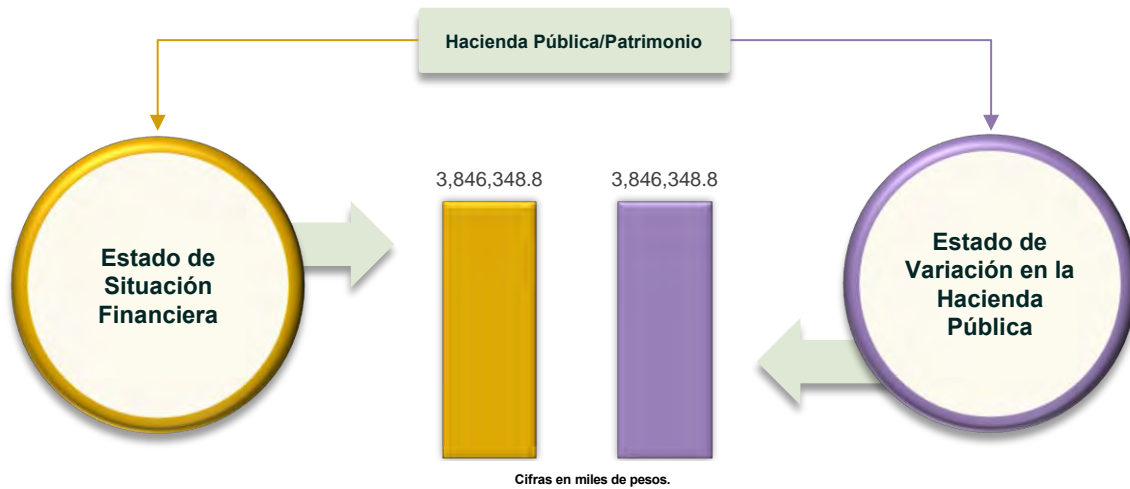 Hacienda Pública/Patrimonio
3,846,348.8
3,846,348.8
Estado de
Situación
Financiera
Estado de
Variación en la
Hacienda
Pública
Cifras en miles de pesos.